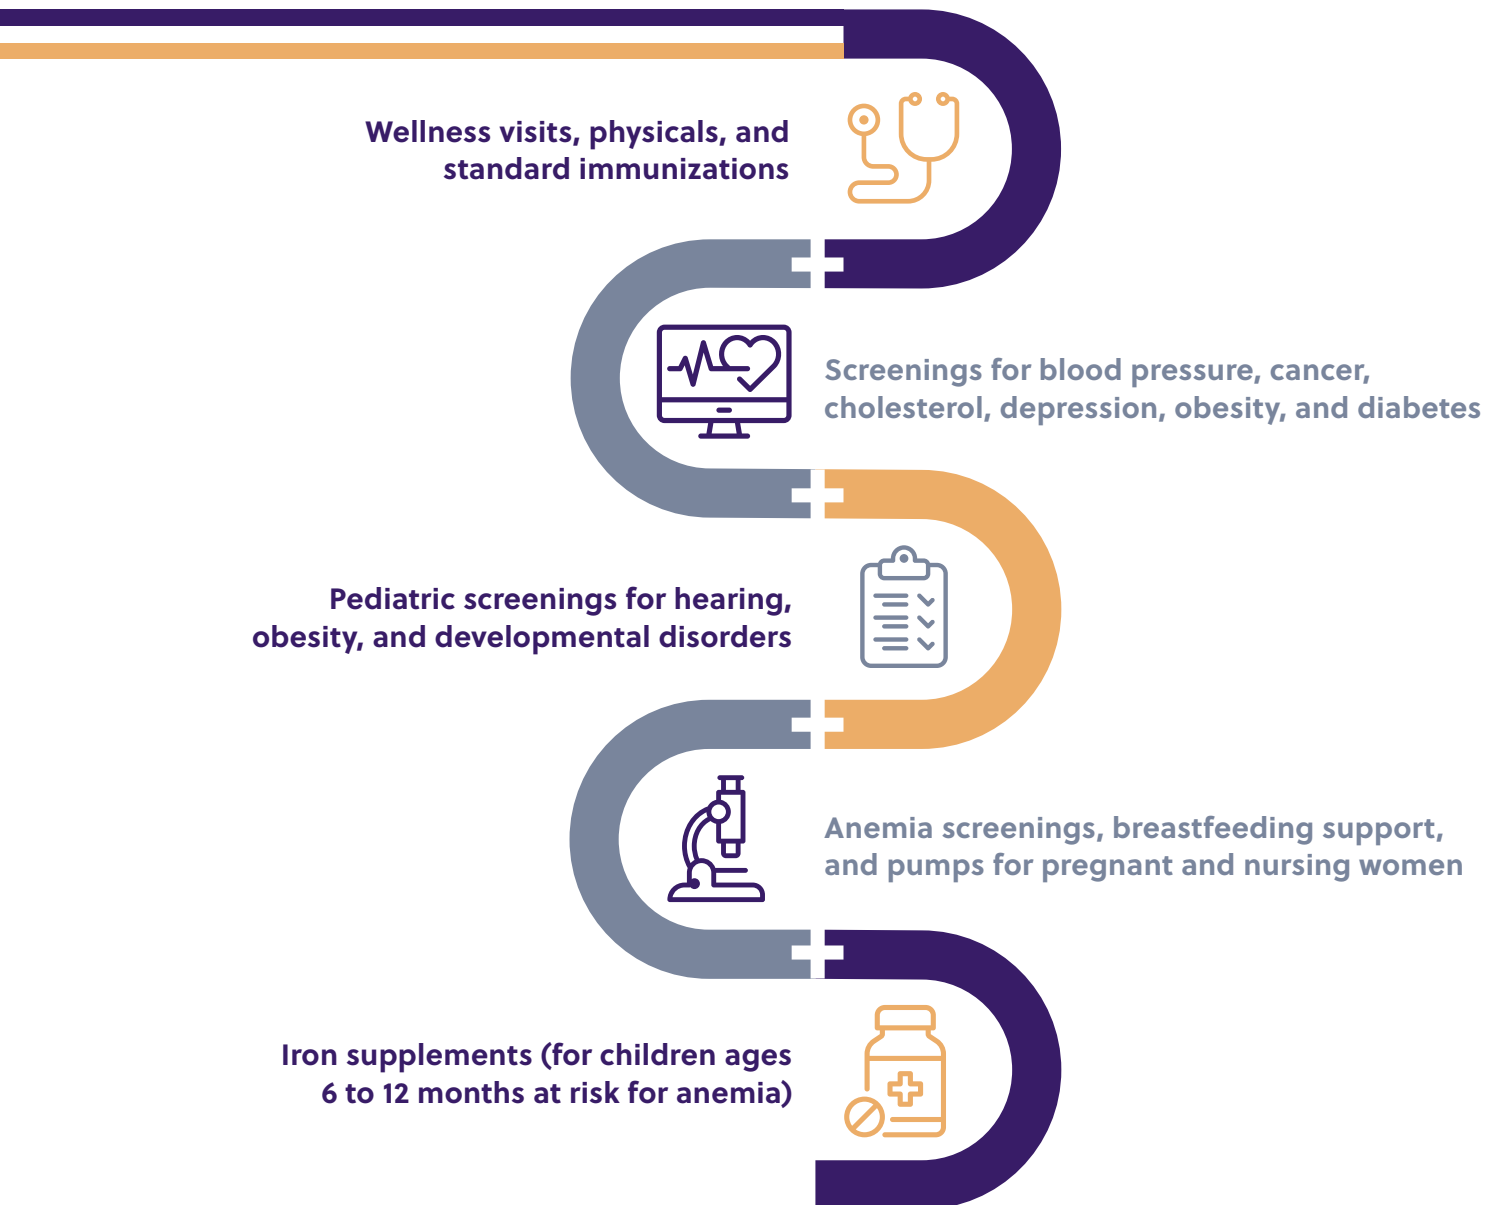 Wellness visits, physicals, and
standard immunizations
Screenings for blood pressure, cancer,
cholesterol, depression, obesity, and diabetes
Pediatric screenings for hearing,
obesity, and developmental disorders
Anemia screenings, breastfeeding support,
and pumps for pregnant and nursing women
Iron supplements (for children ages
6 to 12 months at risk for anemia)